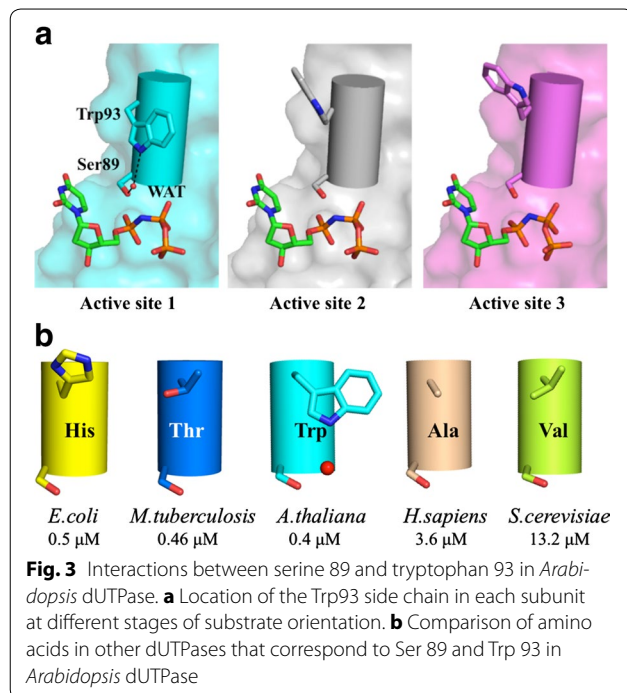 a
Trp93
Ser89
WAT
Active site 1 Active site 2 Active site 3
b
His Thr Trp Ala Val
E.coli M.tuberculosis A.thaliana H.sapiens S.cerevisiae
0.5 µM 0.46 µM 0.4 µM 3.6 µM 13.2 µM
Fig. 3 Interactions between serine 89 and tryptophan 93 in Arabi-
dopsis dUTPase. a Location of the Trp93 side chain in each subunit
at different stages of substrate orientation. b Comparison of amino
acids in other dUTPases that correspond to Ser 89 and Trp 93 in
Arabidopsis dUTPase